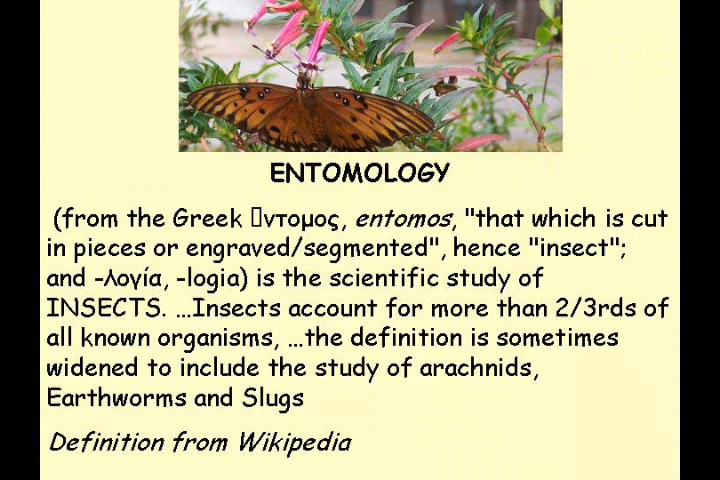 ENTOMOLOGY
(from the Greek ντομος, entomos, "that which is cut
in pieces or engraved/segmented", hence "insect";
and -λογία, -logia) is the scientific study of
INSECTS. ...Insects account for more than 2/3rds of
all known organisms, ...the definition is sometimes
widened to include the study of arachnids,
Earthworms and Slugs
Definition from Wikipedia